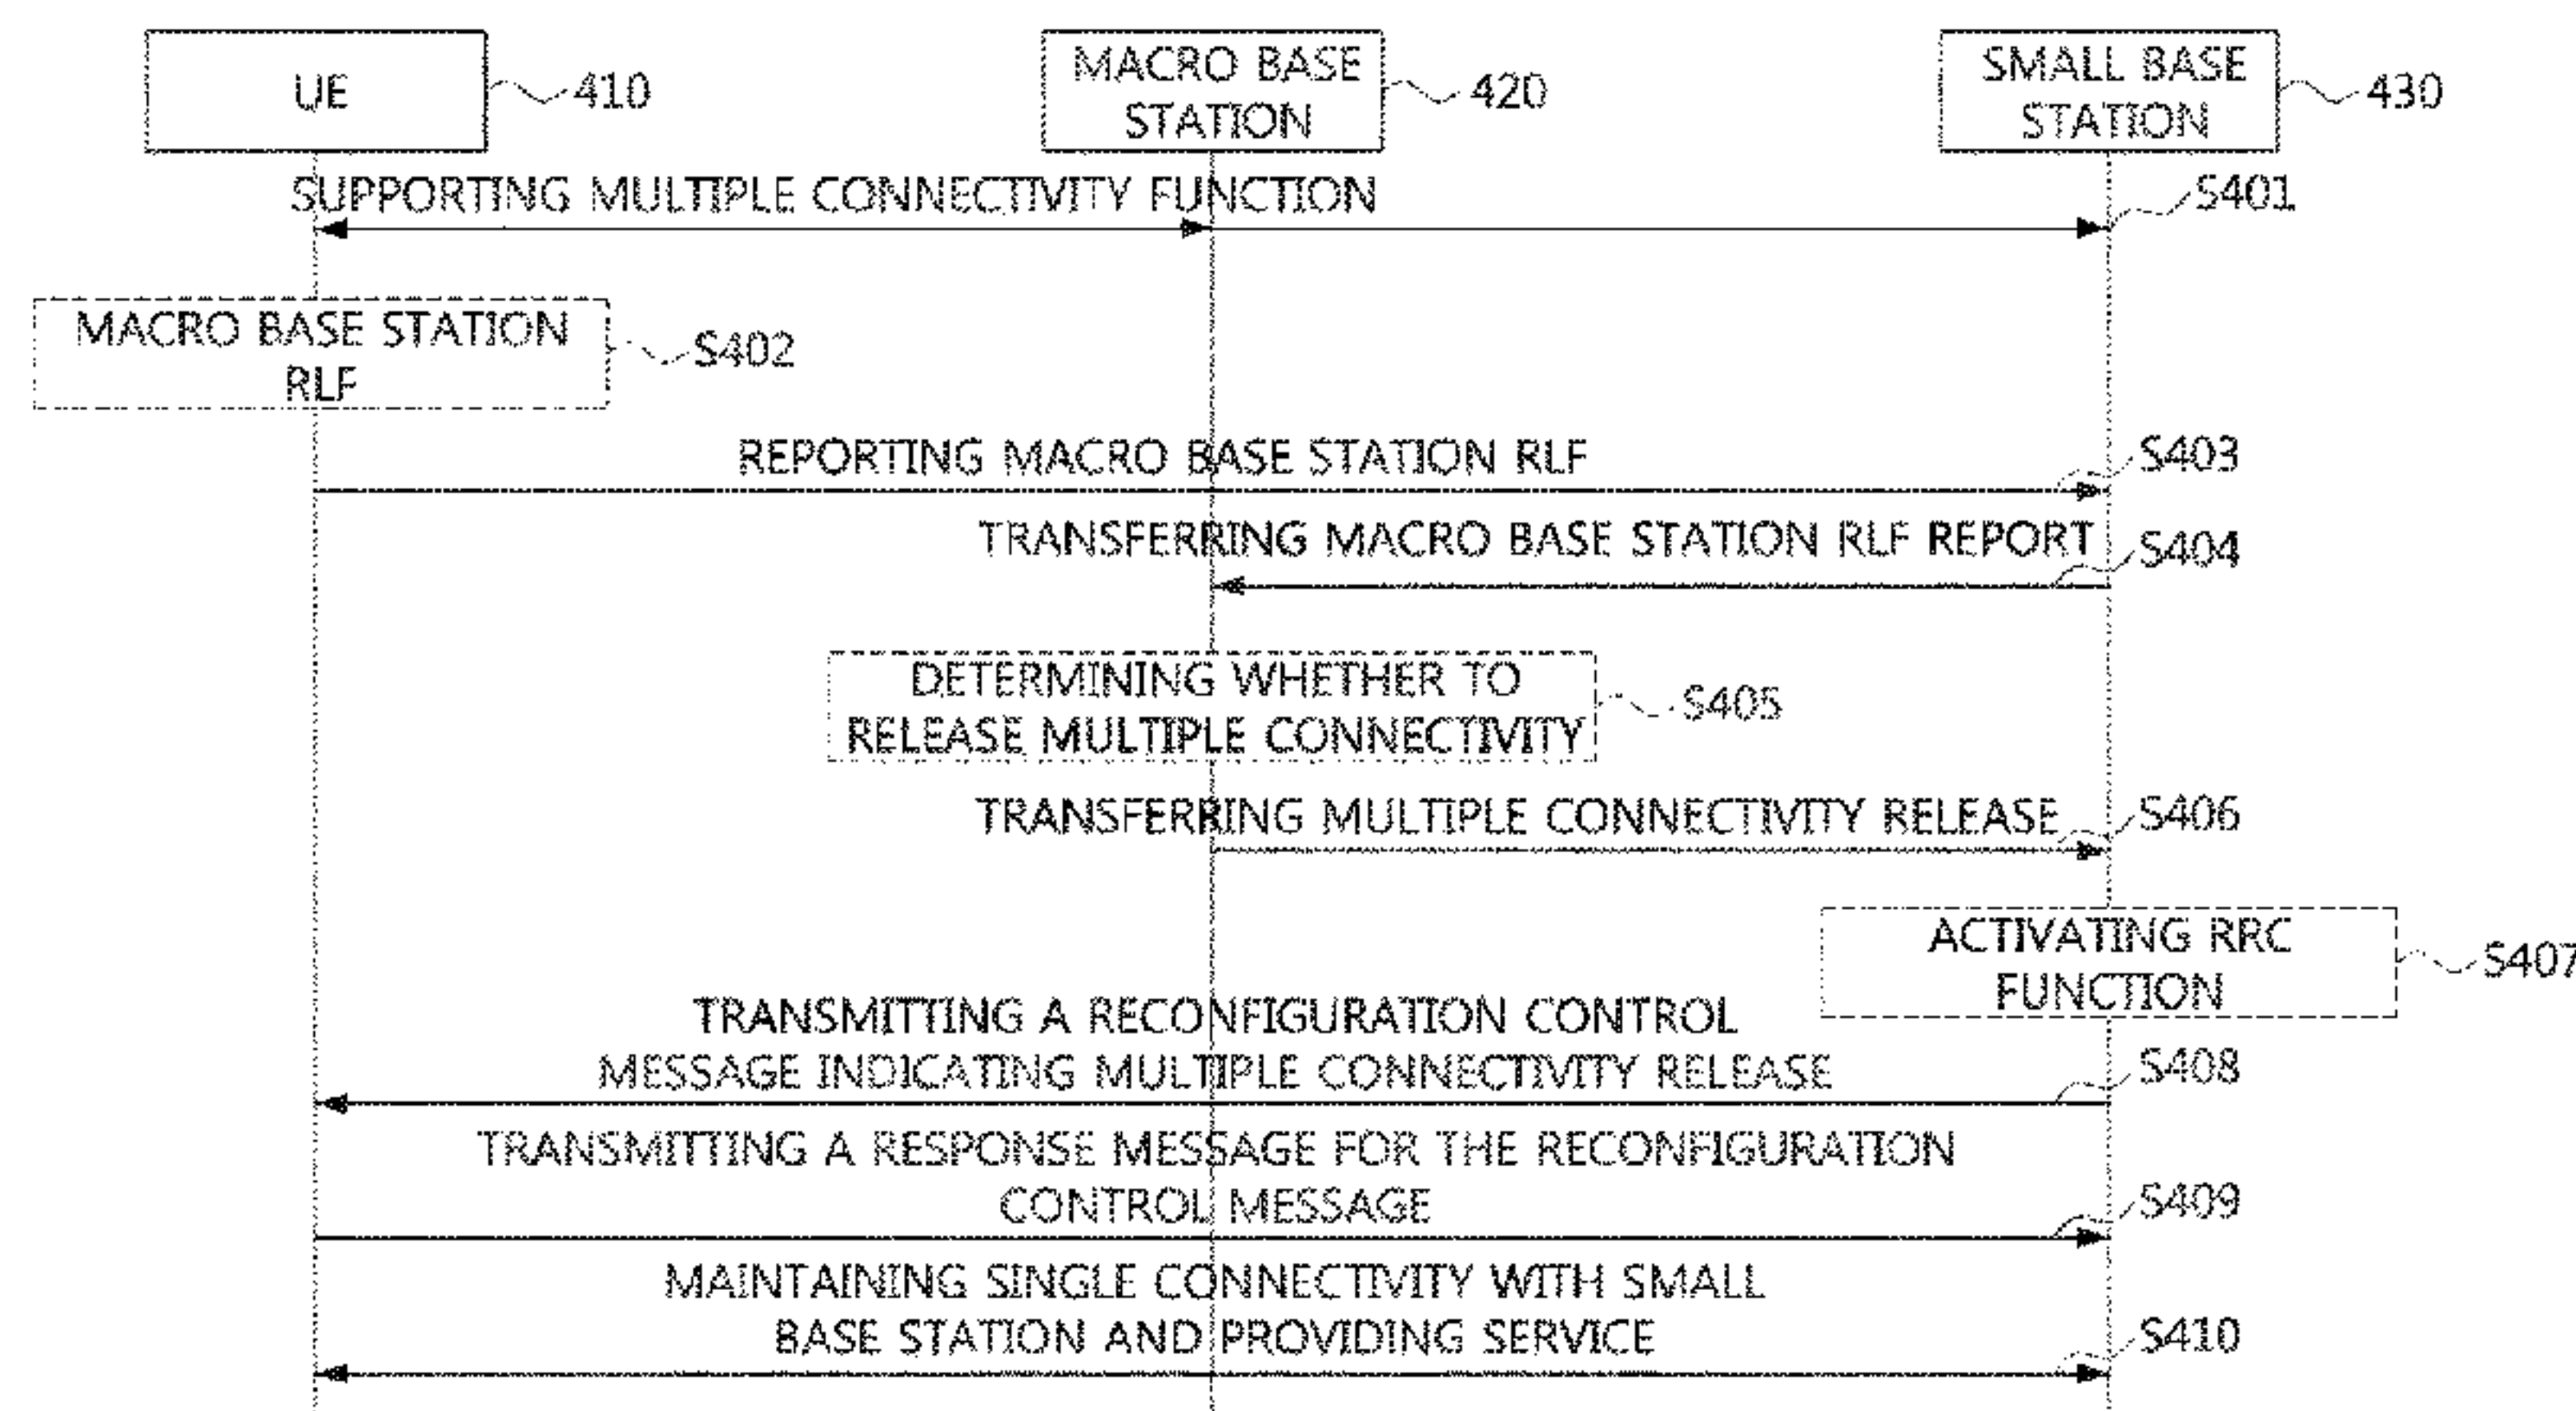 UE
410
MACRO BASE
STATION
420
SMALL BASE
STATION
430
SUPPORTING MULTIPLE CONNECTIVITY FUNCTION
S401
MACRO BASE STATION
RLF
S402
REPORTING MACRO BASE STATION RLF
S403
TRANSFERRING MACRO BASE STATION RLF REPORT
S404
DETERMINING WHETHER TO
RELEASE MULTIPLE CONNECTIVITY
S405
TRANSFERRING MULTIPLE CONNECTIVITY RELEASE
S406
ACTIVATING RRC
FUNCTION
S407
TRANSMITTING A RECONFIGURATION CONTROL
MESSAGE INDICATING MULTIPLE CONNECTIVITY RELEASE
S408
TRANSMITTING A RESPONSE MESSAGE FOR THE RECONFIGURATION
CONTROL MESSAGE
S409
MAINTAINING SINGLE CONNECTIVITY WITH SMALL
BASE STATION AND PROVIDING SERVICE
S410